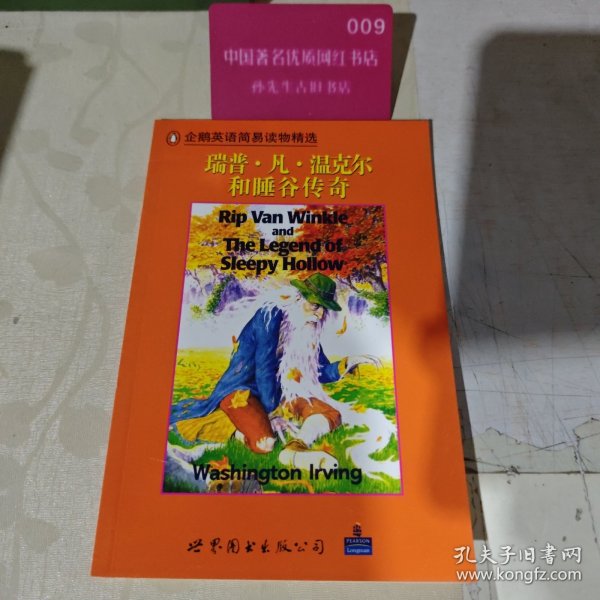 009
中国著名优质网红书店
孙先生古旧书店
企鹅英语简易读物精选
瑞普·凡·温克尔
和睡谷传奇
Rip Van Winkle
and
The Legend of
Sleepy Hollow
Washington Irving
世界图书出版公司
PEARSON
Longman
孔夫子旧书网
www.kongfz.com